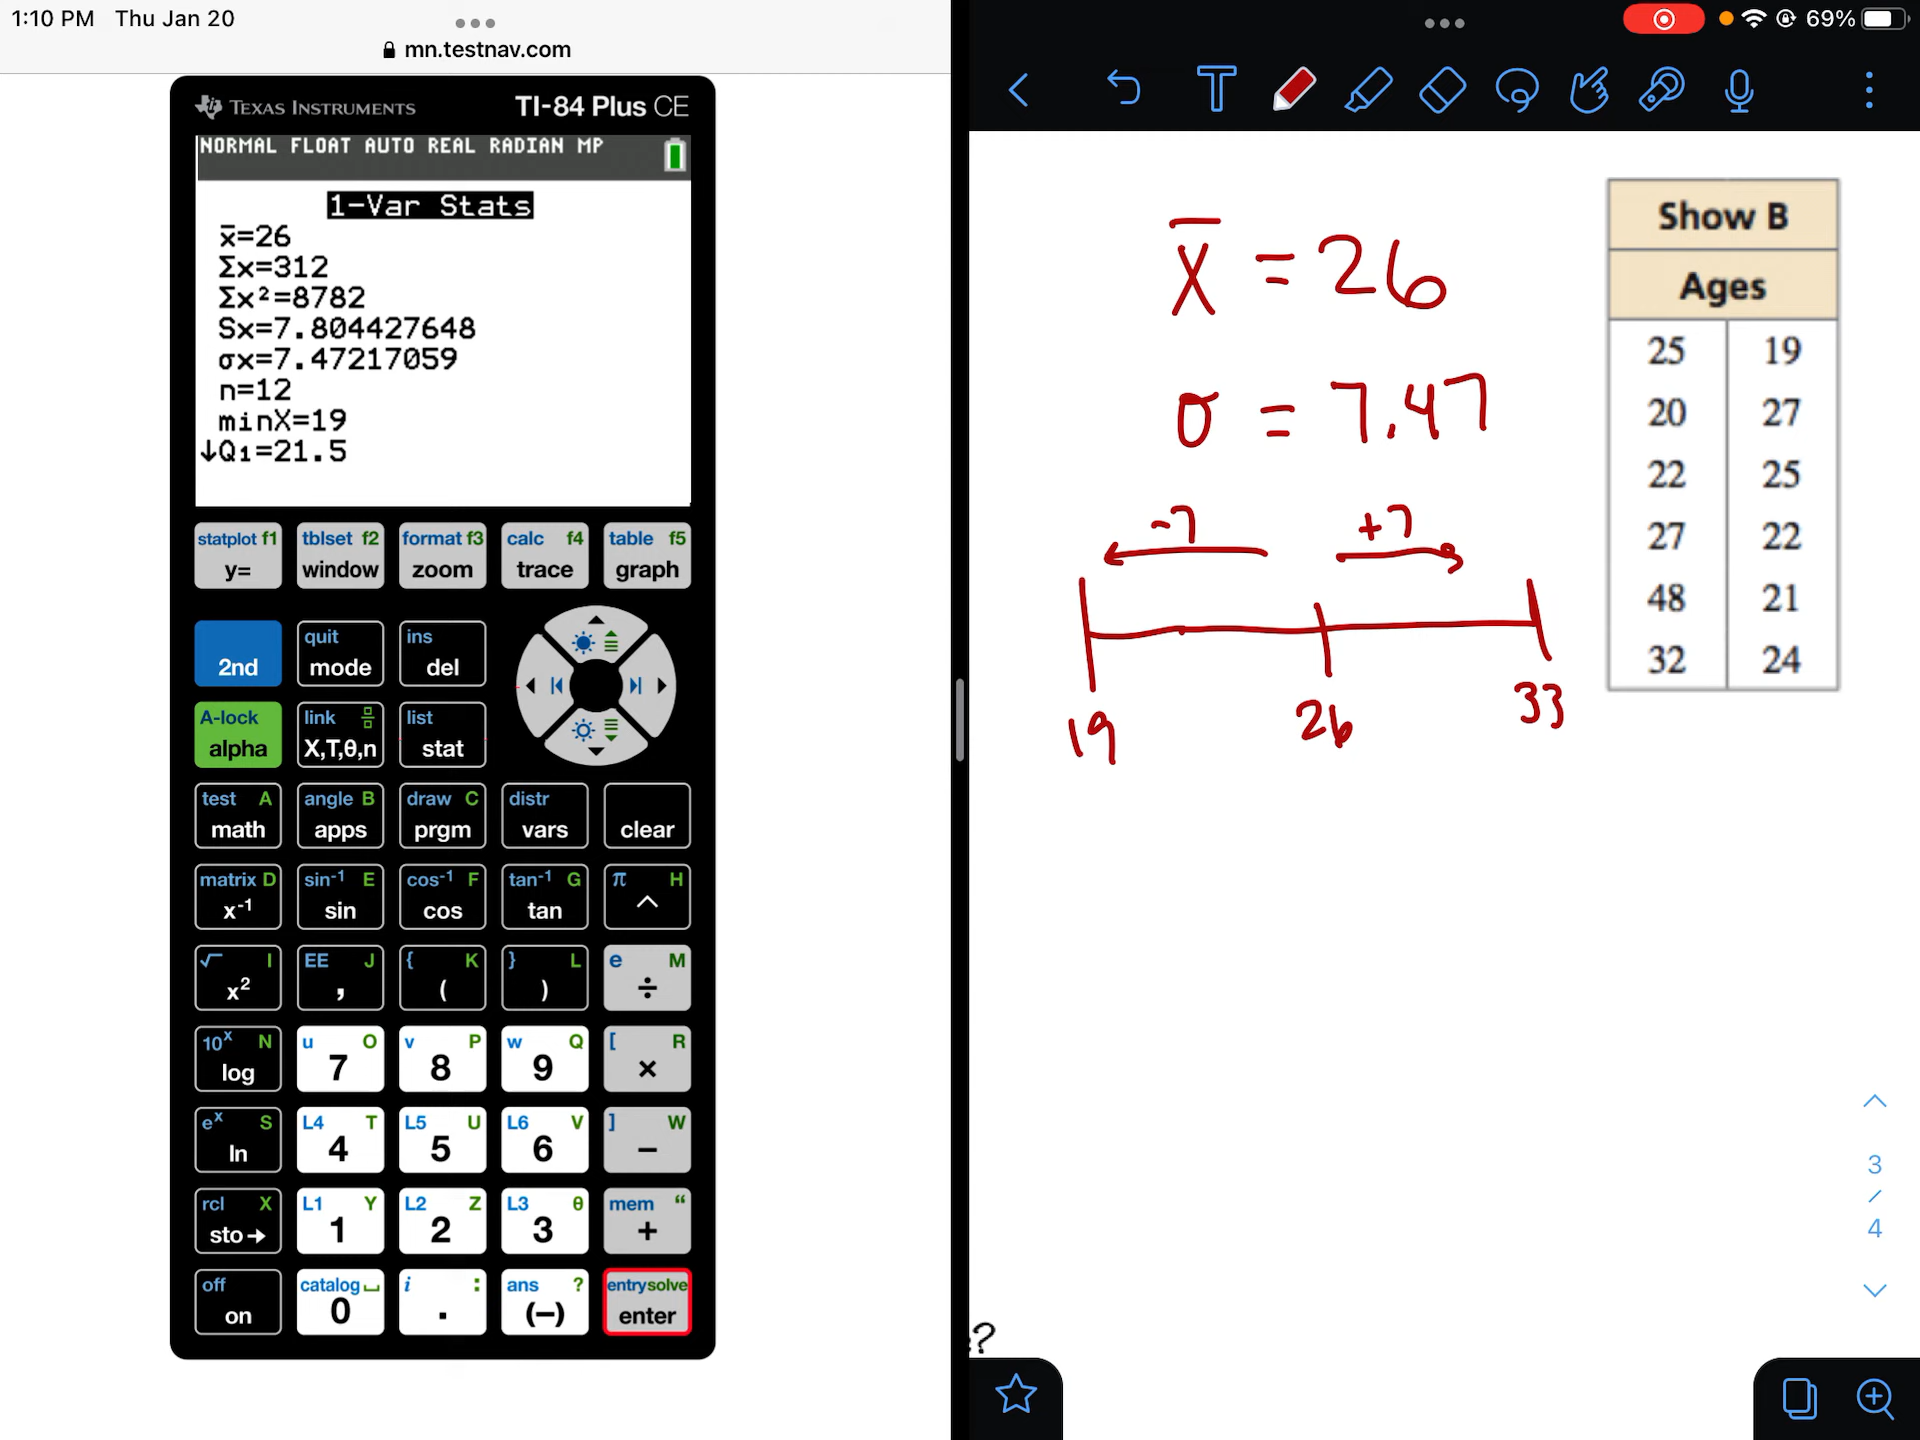 1:10 PM Thu Jan 20
mn.testnav.com
TEXAS INSTRUMENTS TI-84 Plus CE
NORMAL FLOAT AUTO REAL RADIAN MP
1-Var Stats
x̄=26
Σx=312
Σx²=8782
Sx=7.804427648
σx=7.47217059
n=12
minX=19
↓Q₁=21.5
statplot f1 tblset f2 format f3 calc f4 table f5
y= window zoom trace graph
quit ins
2nd mode del
A-lock link list
alpha X,T,θ,n stat
test A angle B draw C distr
math apps prgm vars clear
matrix D sin⁻¹ E cos⁻¹ F tan⁻¹ G π H
x⁻¹ sin cos tan ^
√ I EE J { K } L e M
x² , ( ) ÷
10ˣ N u O v P w Q [ R
log 7 8 9 ×
eˣ S L4 T L5 U L6 V ] W
ln 4 5 6 −
rcl X L1 Y L2 Z L3 θ mem “
sto→ 1 2 3 +
off catalog ⎵ i : ans ? entry solve
on 0 . (−) enter
69%
T
x̄ = 26
σ = 7.47
-7 +7
19 26 33
Show B
Ages
25 19
20 27
22 25
27 22
48 21
32 24
3
/
4
?